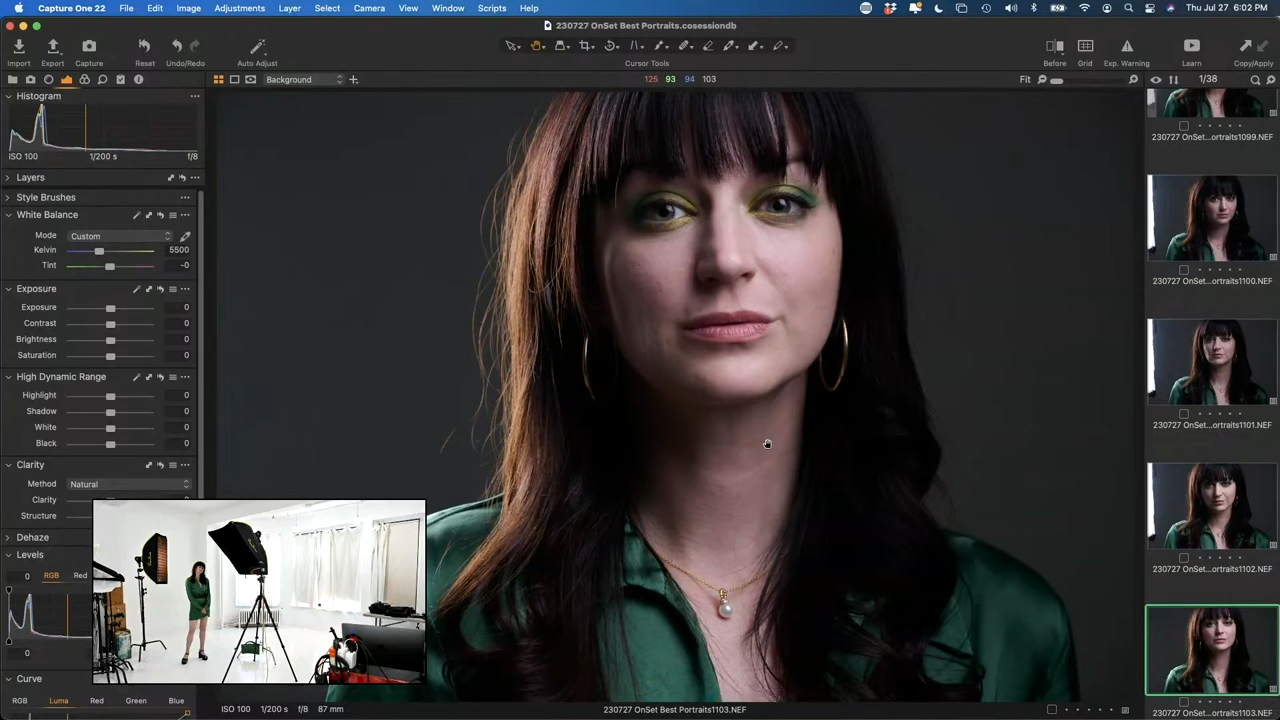 Capture One 22 File Edit Image Adjustments Layer Select Camera View Window Scripts Help Thu Jul 27 6:02 PM
230727 OnSet Best Portraits.cosessiondb
Import Export Capture Reset Undo/Redo Auto Adjust Cursor Tools Before Grid Exp. Warning Learn Copy/Apply
Background 125 93 94 103 Fit 1/38
Histogram
ISO 100 1/200 s f/8
Layers
Style Brushes
White Balance
Mode Custom
Kelvin 5500
Tint -0
Exposure
Exposure 0
Contrast 0
Brightness 0
Saturation 0
High Dynamic Range
Highlight 0
Shadow 0
White 0
Black 0
Clarity
Method Natural
Clarity
Structure
Dehaze
Levels
0 RGB Red
0
Curve
RGB Luma Red Green Blue
ISO 100 1/200 s f/8 87 mm
230727 OnSet Best Portraits1103.NEF
230727 OnSet...ortraits1099.NEF
230727 OnSet...ortraits1100.NEF
230727 OnSet...ortraits1101.NEF
230727 OnSet...ortraits1102.NEF
230727 OnSet...ortraits1103.NEF